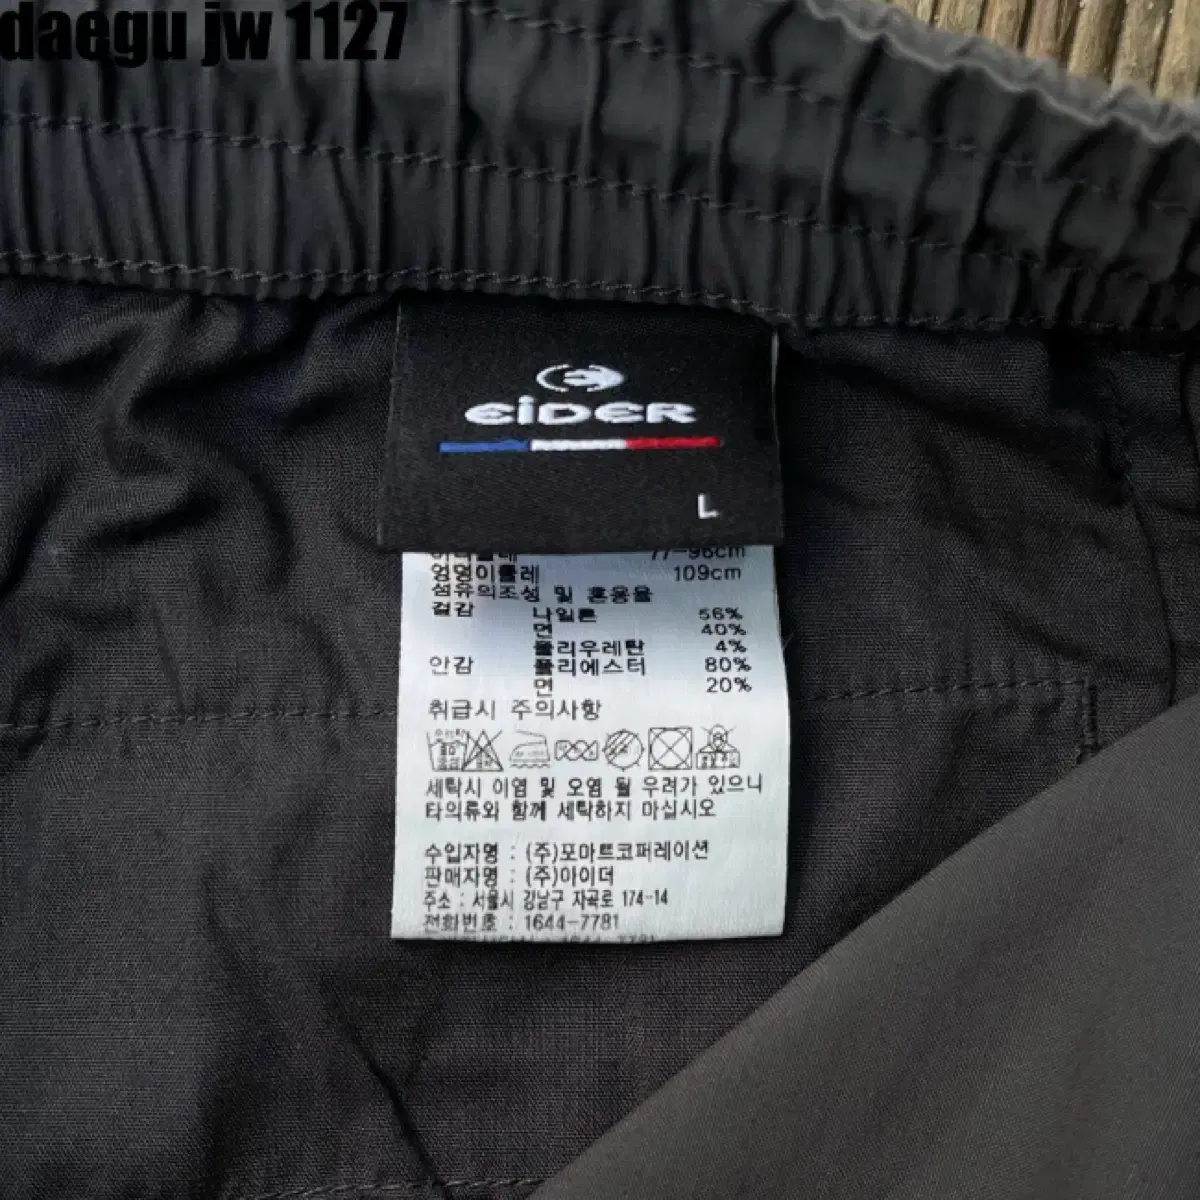 daegu jw 1127
EiDER
L
77-96cm
엉덩이둘레 109cm
섬유의조성 및 혼용율
겉감 나일론 56%
면 40%
폴리우레탄 4%
안감 폴리에스터 80%
면 20%
취급시 주의사항
세탁시 이염 및 오염 될 우려가 있으니
타의류와 함께 세탁하지 마십시오
수입자명 : (주)포마트코퍼레이션
판매자명 : (주)아이더
주소 : 서울시 강남구 자곡로 174-14
전화번호 : 1644-7781